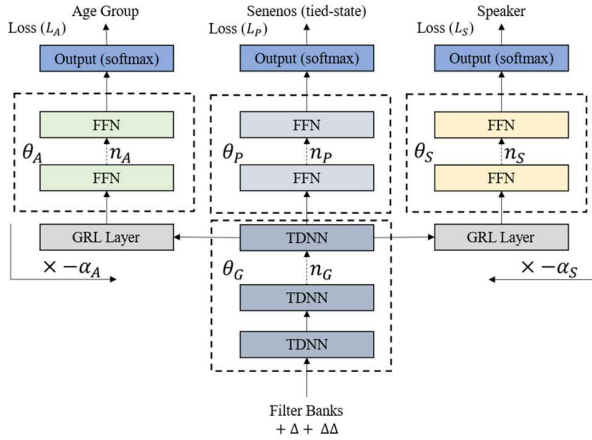 Age Group Senenos (tied-state) Speaker
Loss (L_A) Loss (L_P) Loss (L_S)
Output (softmax) Output (softmax) Output (softmax)
FFN FFN FFN
θ_A n_A θ_P n_P θ_S n_S
FFN FFN FFN
GRL Layer TDNN GRL Layer
× −α_A θ_G n_G × −α_S
TDNN
TDNN
Filter Banks
+ Δ + ΔΔ